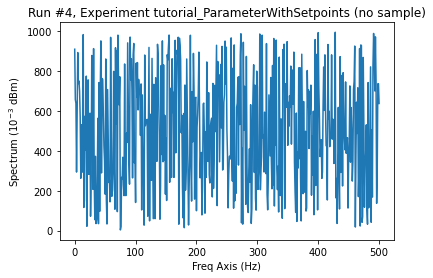 Run #4, Experiment tutorial_ParameterWithSetpoints (no sample)
1000
800
600
400
200
0
Spectrum (10⁻³ dBm)
0 100 200 300 400 500
Freq Axis (Hz)